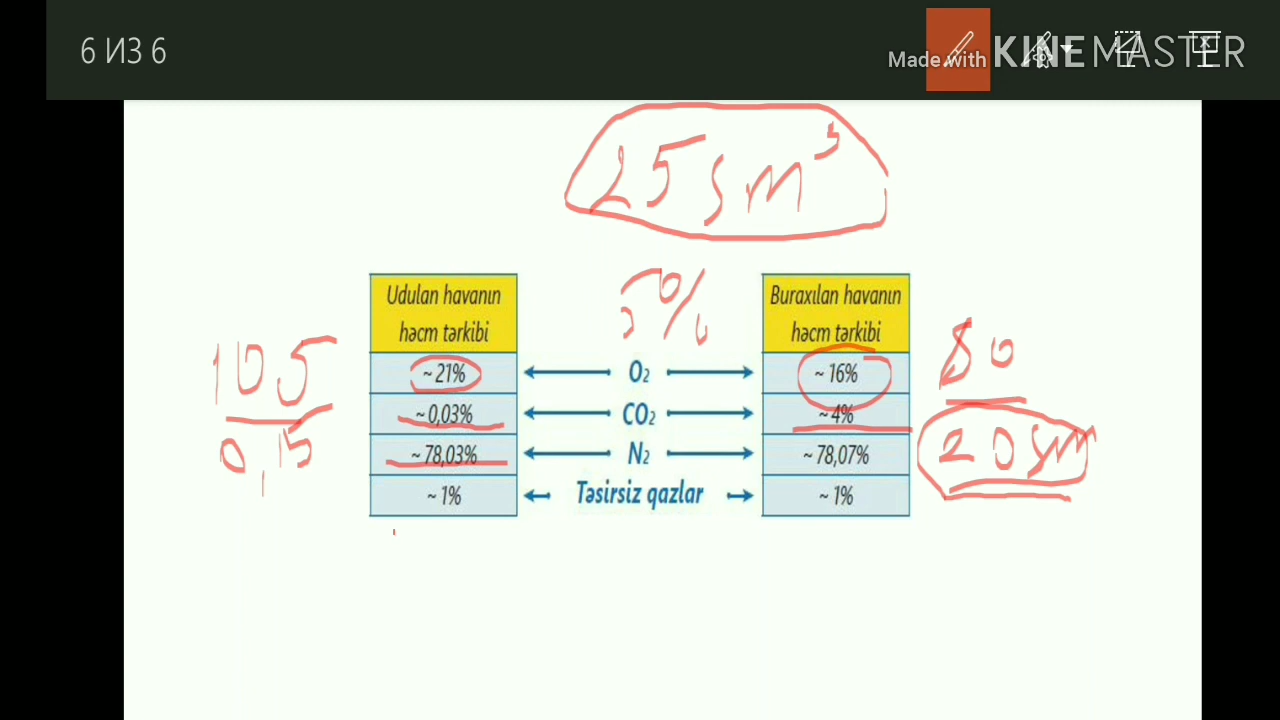 6 ИЗ 6
Made with KINEMASTER
25 sm³
5%
Udulan havanın
həcm tərkibi
Buraxılan havanın
həcm tərkibi
105
~ 21%
O₂
~ 16%
80
0,15
~ 0,03%
CO₂
~ 4%
20 sm
~ 78,03%
N₂
~ 78,07%
~ 1%
Təsirsiz qazlar
~ 1%